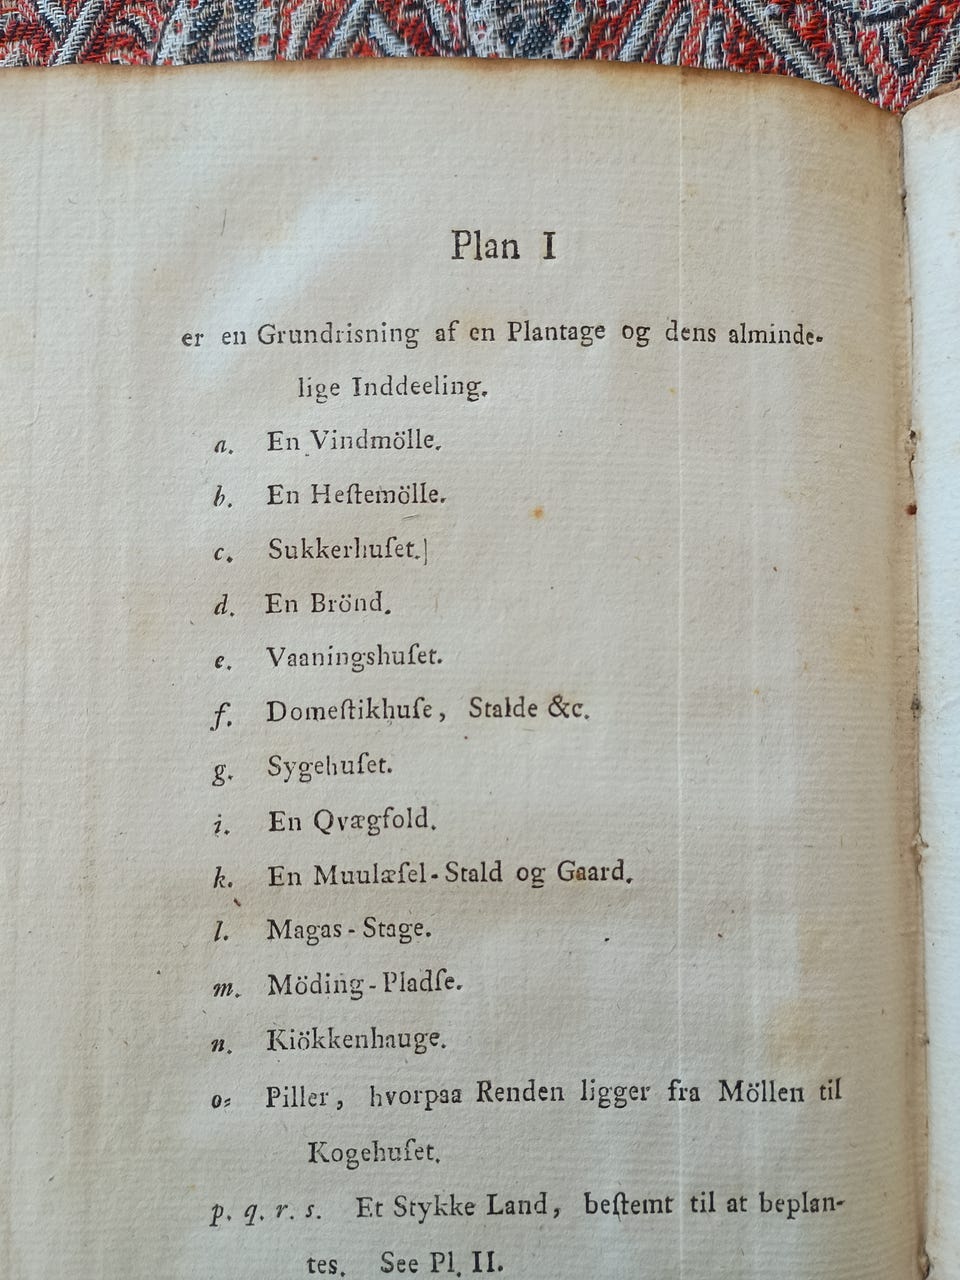 Plan I
er en Grundrisning af en Plantage og dens alminde-
lige Inddeeling.
a. En Vindmölle.
b. En Heſtemölle.
c. Sukkerhuſet.]
d. En Brönd.
e. Vaaningshuſet.
f. Domeſtikhuſe, Stalde &c.
g. Sygehuſet.
i. En Qvægfold.
k. En Muulæſel-Stald og Gaard.
l. Magas-Stage.
m. Möding-Pladſe.
n. Kiökkenhauge.
o. Piller, hvorpaa Renden ligger fra Möllen til
Kogehuſet.
p. q. r. s. Et Stykke Land, beſtemt til at beplan-
tes. See Pl. II.